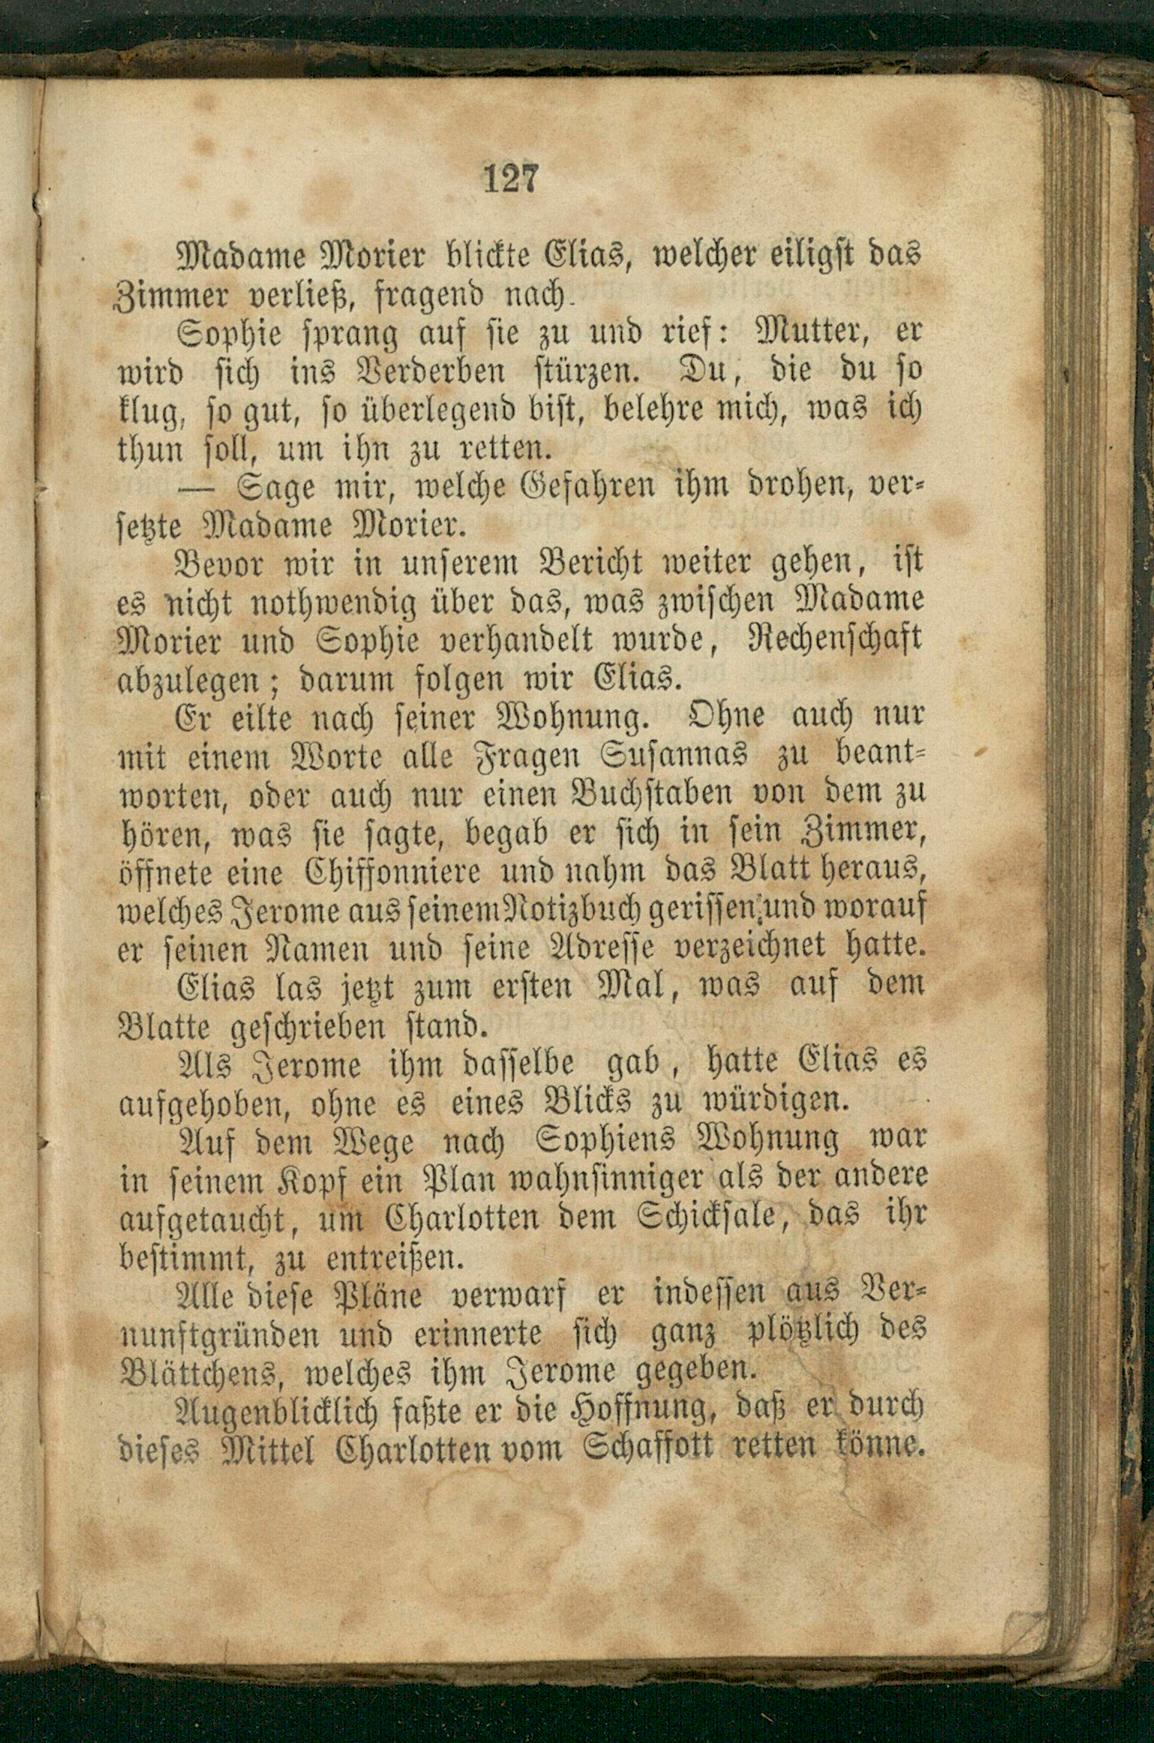 127
Madame Morier blickte Elias, welcher eiligst das
Zimmer verließ, fragend nach.
Sophie sprang auf sie zu und rief: Mutter, er
wird sich ins Verderben stürzen. Du, die du so
klug, so gut, so überlegend bist, belehre mich, was ich
thun soll, um ihn zu retten.
— Sage mir, welche Gefahren ihm drohen, ver-
setzte Madame Morier.
Bevor wir in unserem Bericht weiter gehen, ist
es nicht nothwendig über das, was zwischen Madame
Morier und Sophie verhandelt wurde, Rechenschaft
abzulegen; darum folgen wir Elias.
Er eilte nach seiner Wohnung. Ohne auch nur
mit einem Worte alle Fragen Susannas zu beant-
worten, oder auch nur einen Buchstaben von dem zu
hören, was sie sagte, begab er sich in sein Zimmer,
öffnete eine Chiffonniere und nahm das Blatt heraus,
welches Jerome aus seinem Notizbuch gerissen und worauf
er seinen Namen und seine Adresse verzeichnet hatte.
Elias las jetzt zum ersten Mal, was auf dem
Blatte geschrieben stand.
Als Jerome ihm dasselbe gab, hatte Elias es
aufgehoben, ohne es eines Blicks zu würdigen.
Auf dem Wege nach Sophiens Wohnung war
in seinem Kopf ein Plan wahnsinniger als der andere
aufgetaucht, um Charlotten dem Schicksale, das ihr
bestimmt, zu entreißen.
Alle diese Pläne verwarf er indessen aus Ver-
nunftgründen und erinnerte sich ganz plötzlich des
Blättchens, welches ihm Jerome gegeben.
Augenblicklich faßte er die Hoffnung, daß er durch
dieses Mittel Charlotten vom Schaffott retten könne.